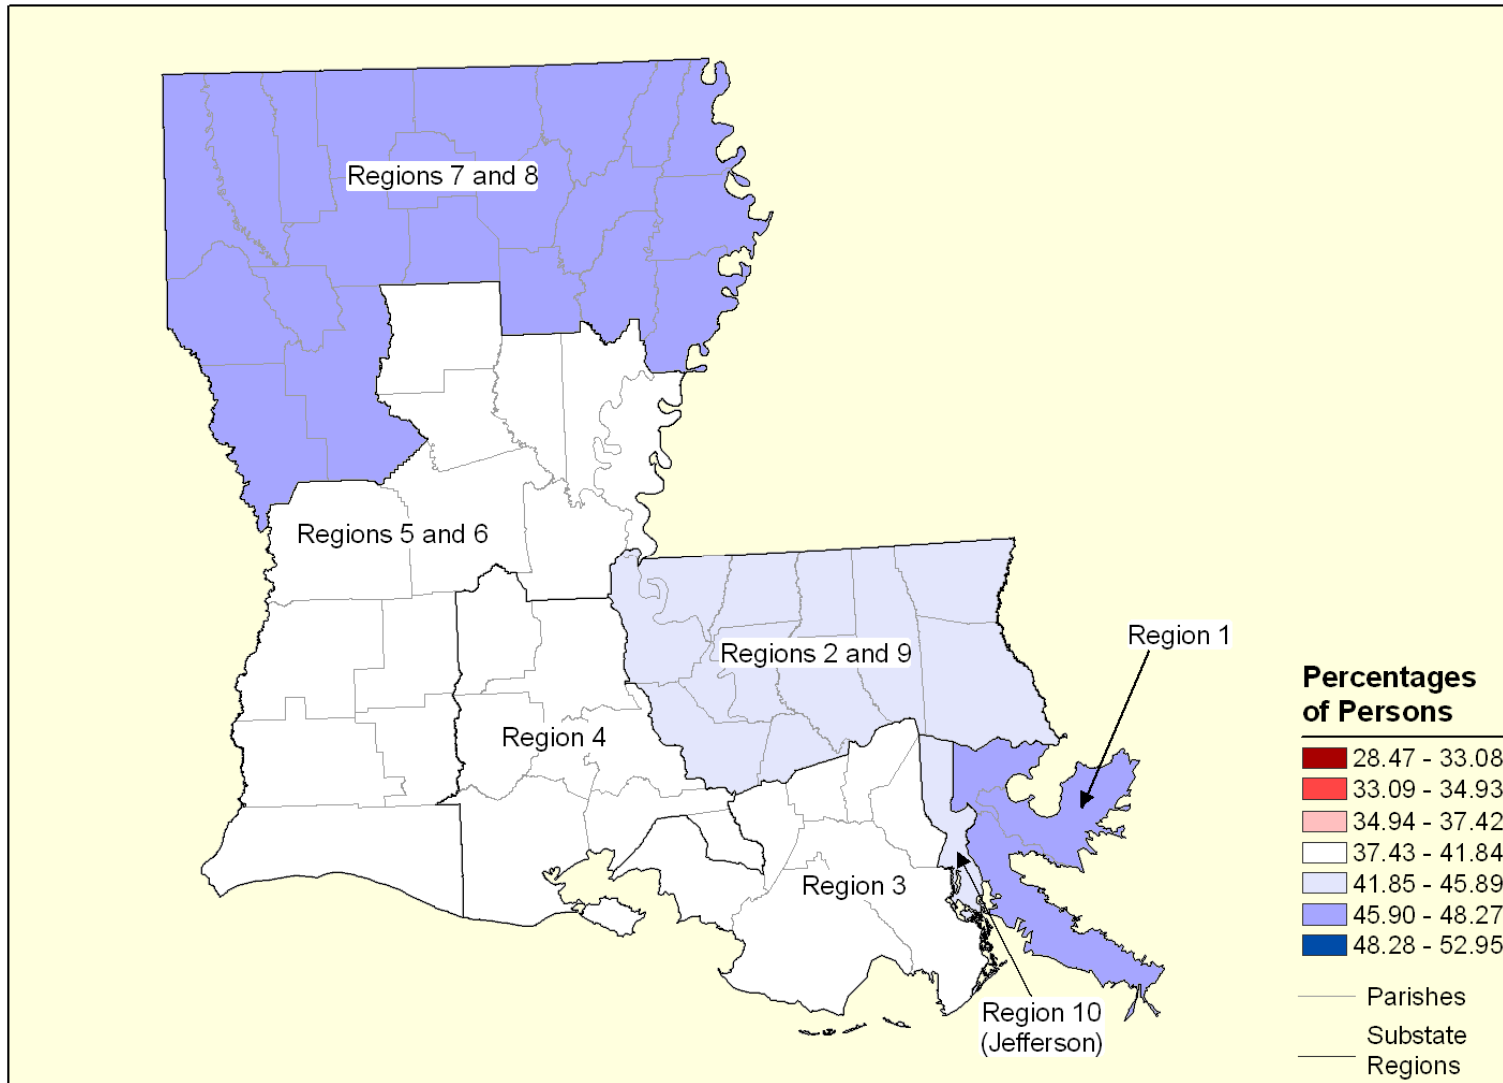 Regions 7 and 8
Regions 5 and 6
Regions 2 and 9
Region 1
Region 4
Region 3
Region 10
(Jefferson)
Percentages
of Persons
28.47 - 33.08
33.09 - 34.93
34.94 - 37.42
37.43 - 41.84
41.85 - 45.89
45.90 - 48.27
48.28 - 52.95
Parishes
Substate
Regions